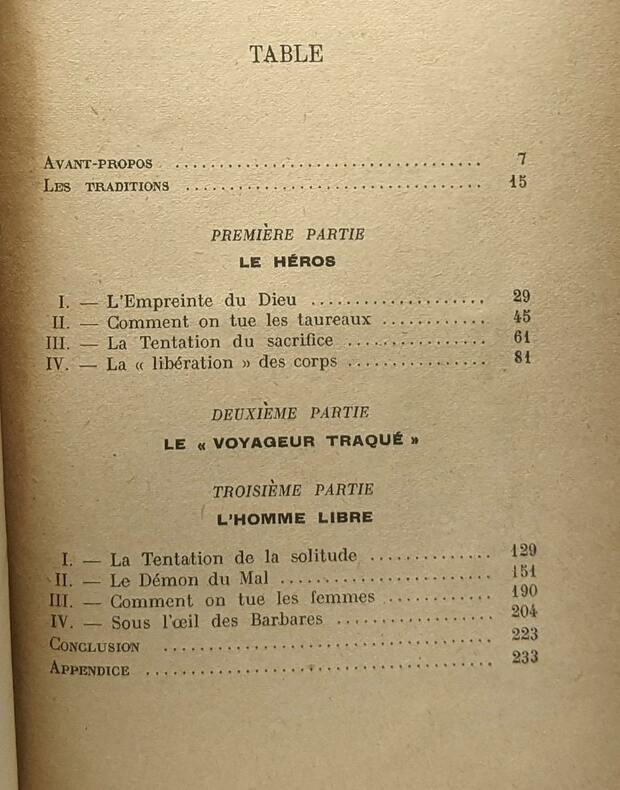 TABLE
AVANT-PROPOS ................................. 7
LES TRADITIONS ................................ 15
PREMIÈRE PARTIE
LE HÉROS
I. — L'Empreinte du Dieu ................... 29
II. — Comment on tue les taureaux ............ 45
III. — La Tentation du sacrifice ............... 61
IV. — La « libération » des corps ............... 81
DEUXIÈME PARTIE
LE « VOYAGEUR TRAQUÉ »
TROISIÈME PARTIE
L'HOMME LIBRE
I. — La Tentation de la solitude ............. 129
II. — Le Démon du Mal ....................... 151
III. — Comment on tue les femmes ............ 190
IV. — Sous l'œil des Barbares ................. 204
CONCLUSION .................................. 223
APPENDICE ................................... 233